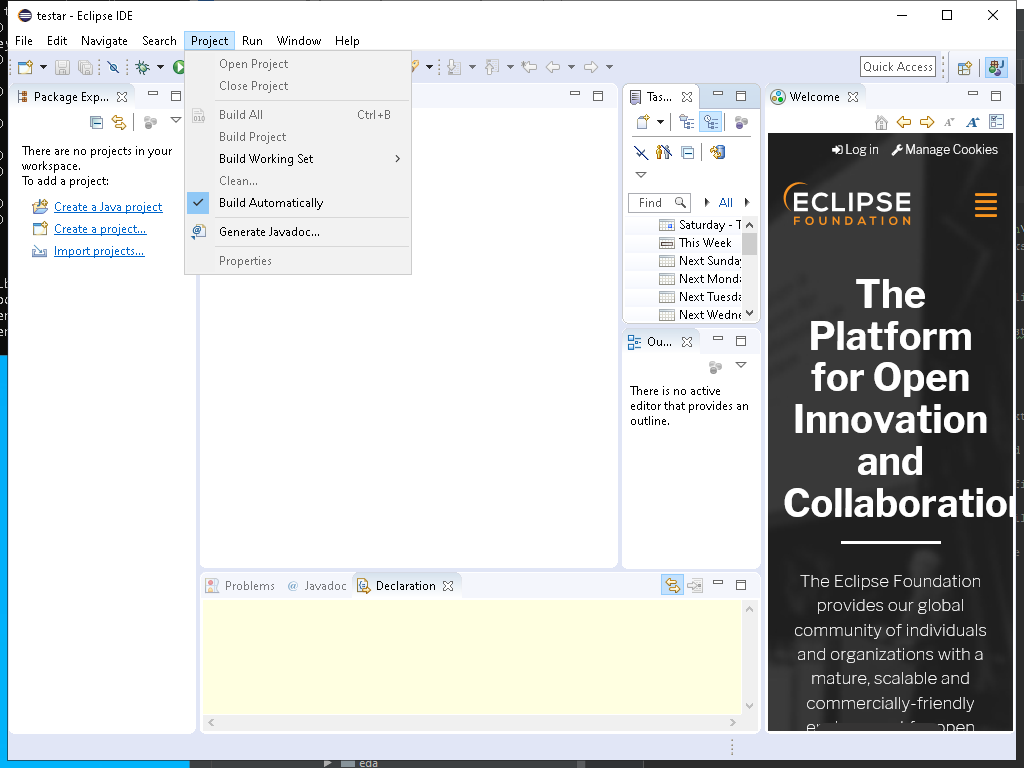 testar - Eclipse IDE
File Edit Navigate Search Project Run Window Help
Quick Access
Open Project
Close Project
Build All Ctrl+B
Build Project
Build Working Set
Clean...
Build Automatically
Generate Javadoc...
Properties
Package Exp...
There are no projects in your
workspace.
To add a project:
Create a Java project
Create a project...
Import projects...
Tas...
Find
All
Saturday - T
This Week
Next Sunday
Next Monda
Next Tuesda
Next Wedne
Ou...
There is no active
editor that provides an
outline.
Problems @ Javadoc Declaration
Welcome
Log in Manage Cookies
ECLIPSE
FOUNDATION
The
Platform
for Open
Innovation
and
Collaboration
The Eclipse Foundation
provides our global
community of individuals
and organizations with a
mature, scalable and
commercially-friendly
eda